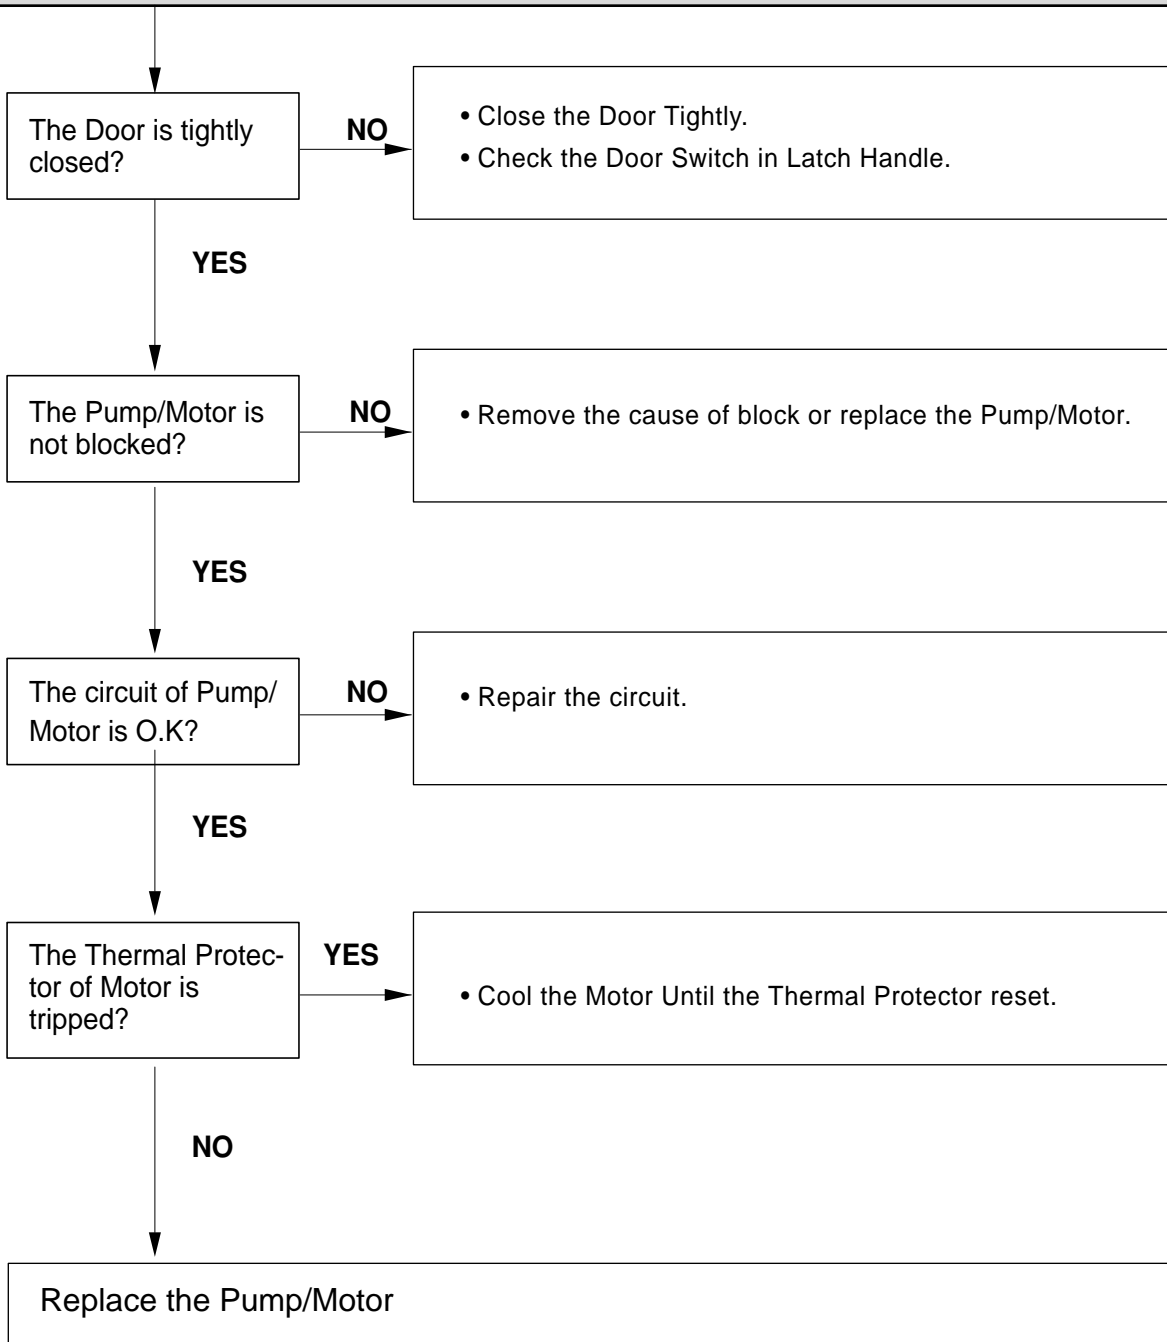 The Door is tightly
closed?
NO
• Close the Door Tightly.
• Check the Door Switch in Latch Handle.
YES
The Pump/Motor is
not blocked?
NO
• Remove the cause of block or replace the Pump/Motor.
YES
The circuit of Pump/
Motor is O.K?
NO
• Repair the circuit.
YES
The Thermal Protec-
tor of Motor is
tripped?
YES
• Cool the Motor Until the Thermal Protector reset.
NO
Replace the Pump/Motor